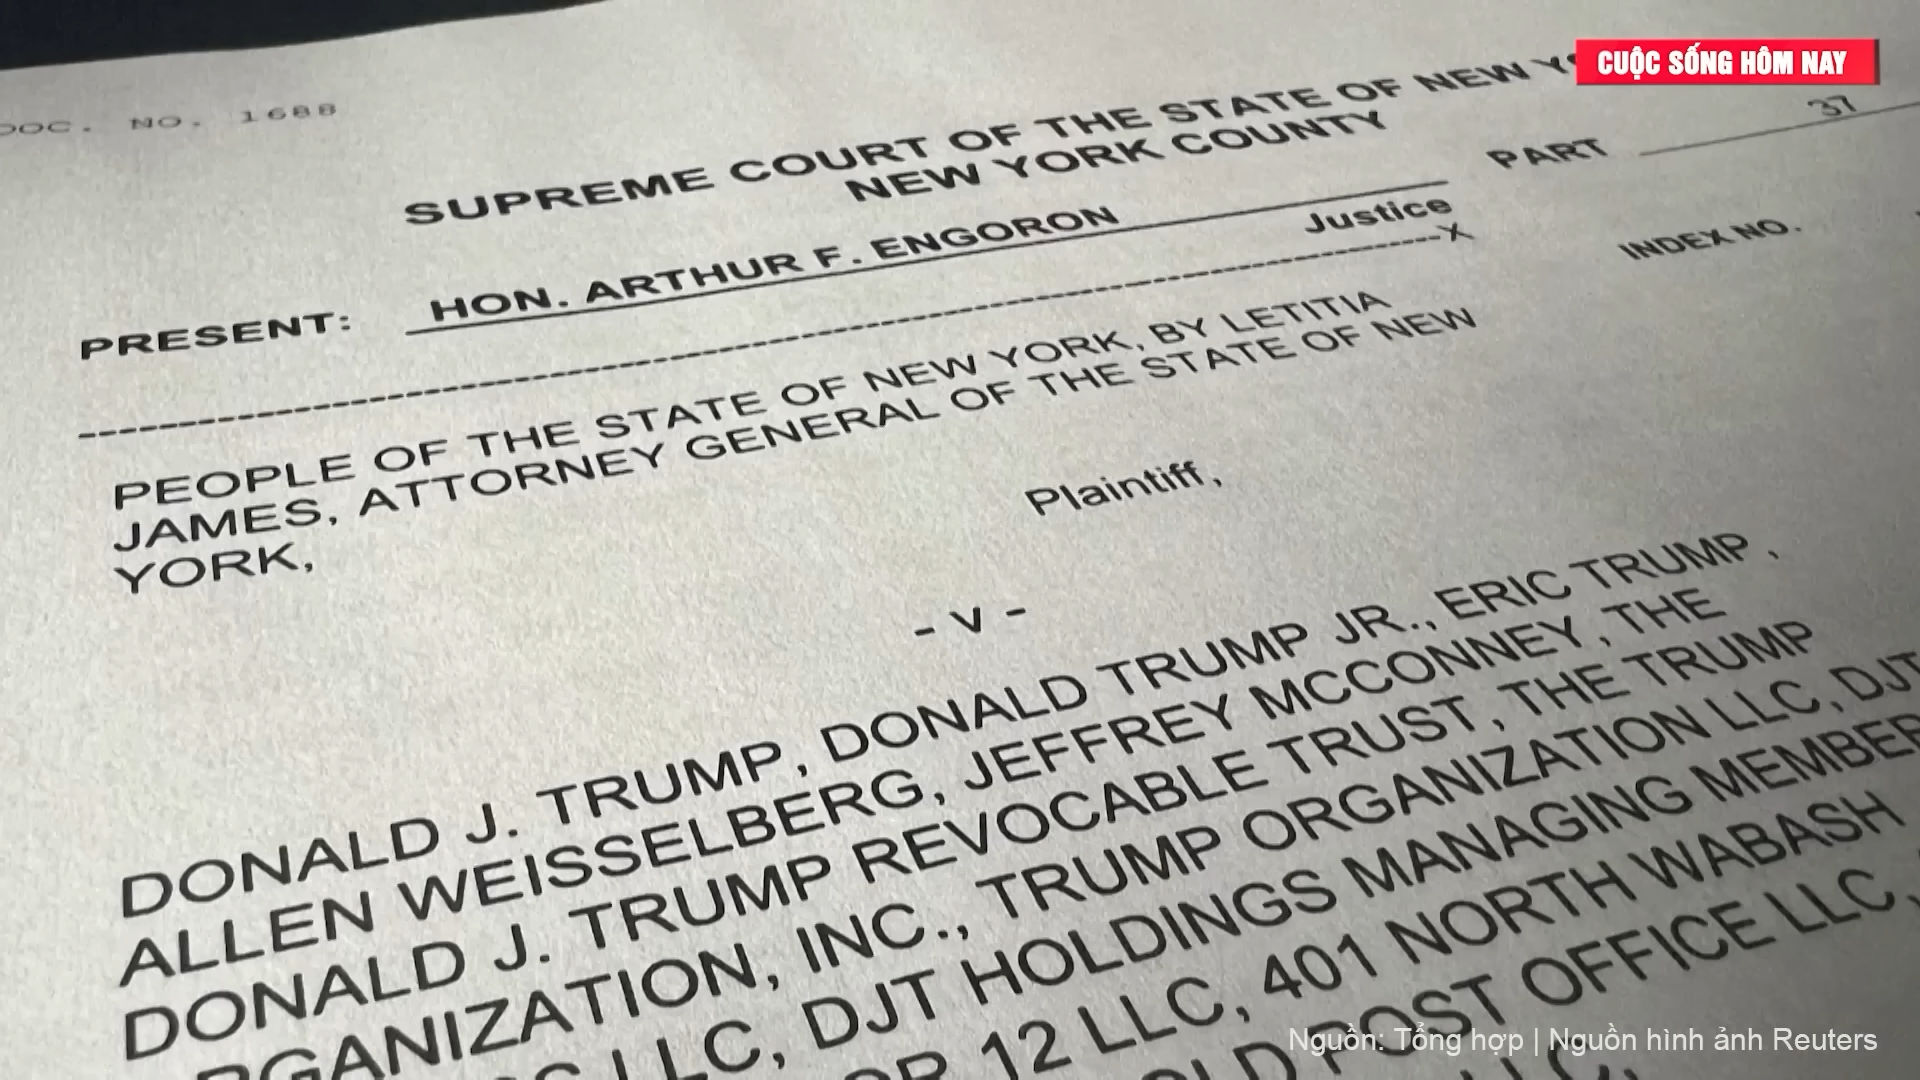 CUỘC SỐNG HÔM NAY
DOC. NO. 1688
SUPREME COURT OF THE STATE OF NEW
NEW YORK COUNTY
PRESENT: HON. ARTHUR F. ENGORON PART 37
Justice
--------------------X
INDEX NO.
PEOPLE OF THE STATE OF NEW YORK, BY LETITIA
JAMES, ATTORNEY GENERAL OF THE STATE OF NEW
YORK,
Plaintiff,
- v -
DONALD J. TRUMP, DONALD TRUMP JR., ERIC TRUMP,
ALLEN WEISSELBERG, JEFFREY MCCONNEY, THE
DONALD J. TRUMP REVOCABLE TRUST, THE TRUMP
ORGANIZATION, INC., TRUMP ORGANIZATION LLC, DJT
LLC, DJT HOLDINGS MANAGING MEMBER
12 LLC, 401 NORTH WABASH
POST OFFICE LLC,
LLC,
Nguồn: Tổng hợp | Nguồn hình ảnh Reuters